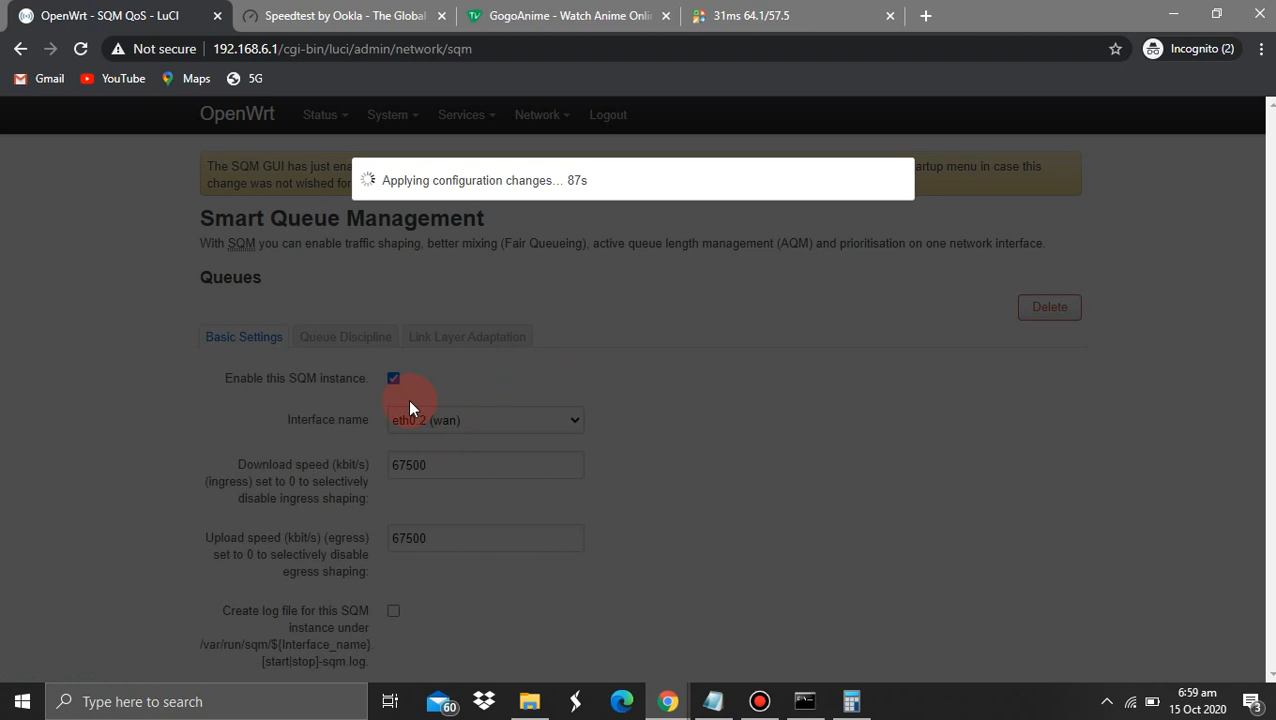 OpenWrt - SQM QoS - LuCI
Speedtest by Ookla - The Global
GogoAnime - Watch Anime Onlin
31ms 64.1/57.5
Not secure
192.168.6.1/cgi-bin/luci/admin/network/sqm
Incognito (2)
Gmail
YouTube
Maps
5G
OpenWrt
Status
System
Services
Network
Logout
The SQM GUI has just ena
artup menu in case this
change was not wished for
Applying configuration changes… 87s
Smart Queue Management
With SQM you can enable traffic shaping, better mixing (Fair Queueing), active queue length management (AQM) and prioritisation on one network interface.
Queues
Delete
Basic Settings
Queue Discipline
Link Layer Adaptation
Enable this SQM instance.
Interface name
eth0.2 (wan)
Download speed (kbit/s)
(ingress) set to 0 to selectively
disable ingress shaping:
67500
Upload speed (kbit/s) (egress)
set to 0 to selectively disable
egress shaping:
67500
Create log file for this SQM
instance under
/var/run/sqm/${Interface_name}.
[start|stop]-sqm.log.
Type here to search
60
6:59 am
15 Oct 2020
3